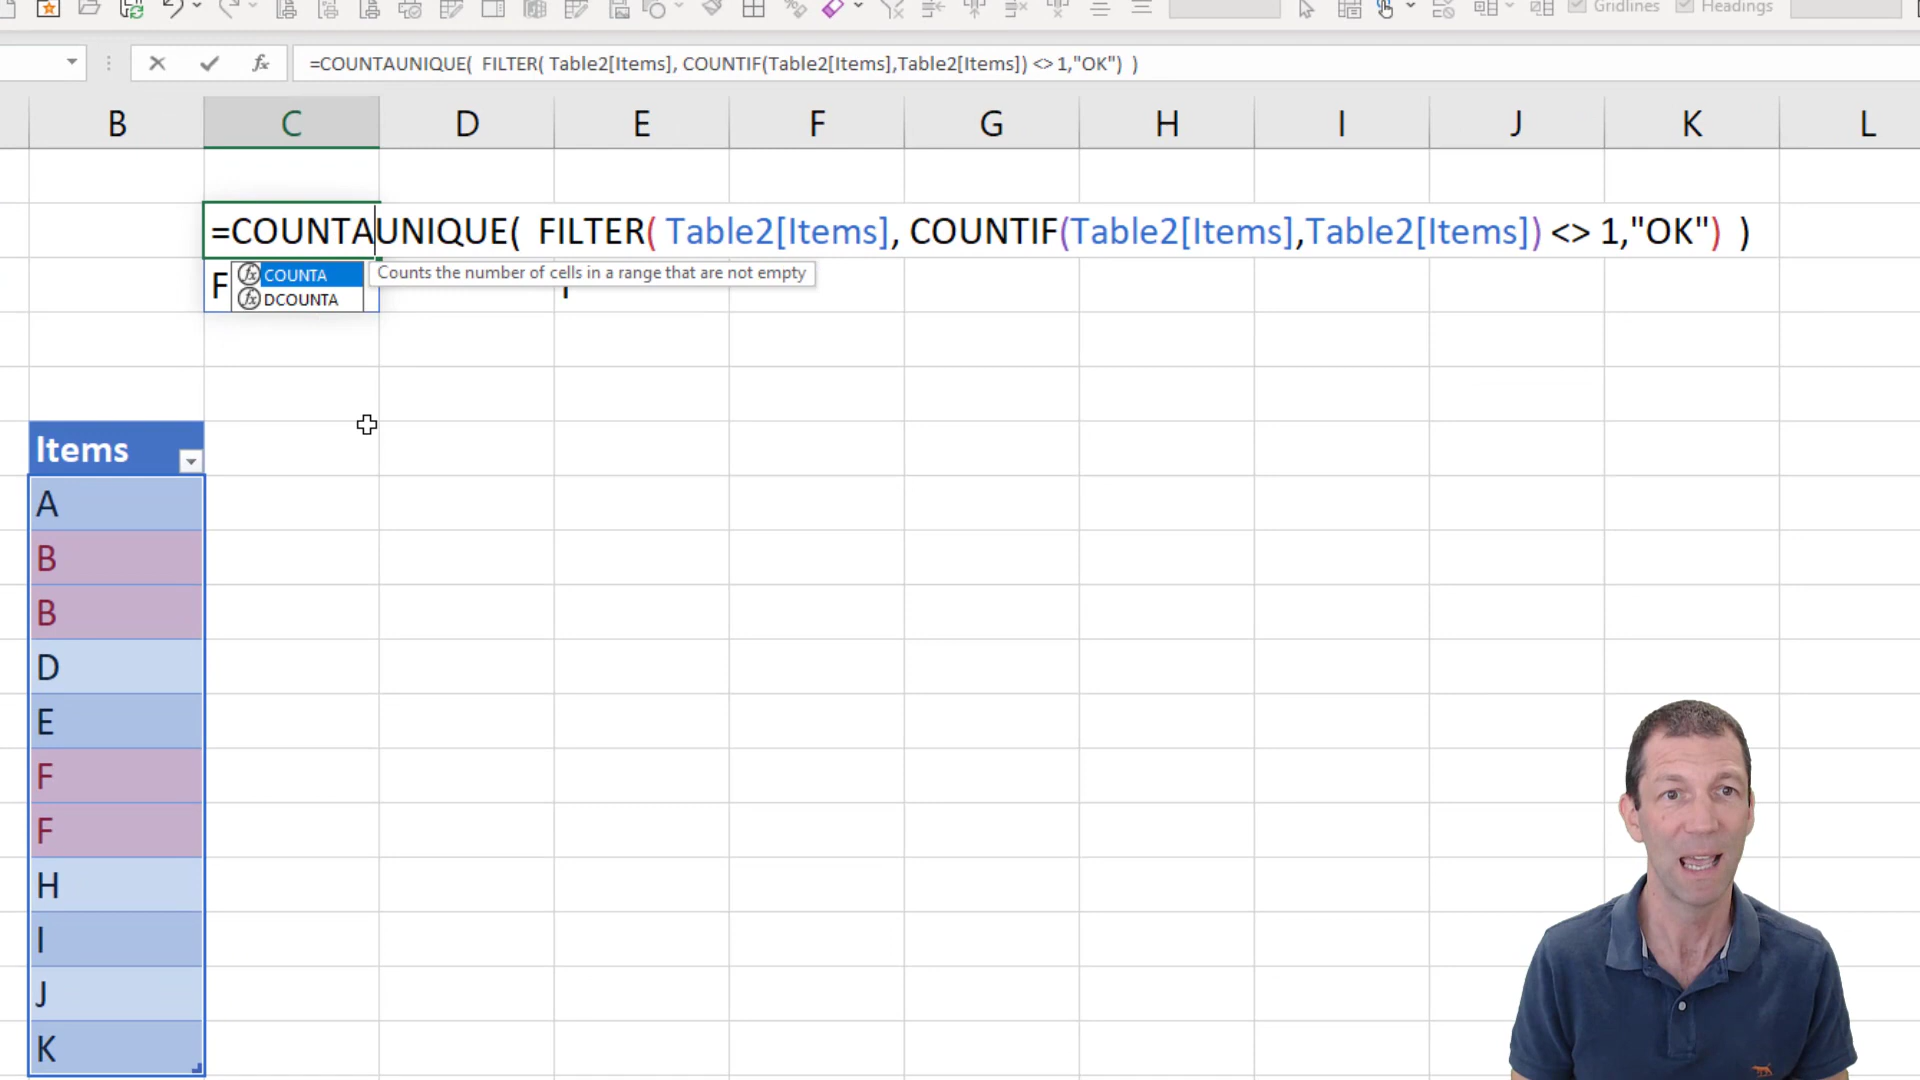 Gridlines Headings
=COUNTAUNIQUE( FILTER( Table2[Items], COUNTIF(Table2[Items],Table2[Items]) <> 1,"OK") )
B C D E F G H I J K L
=COUNTAUNIQUE( FILTER( Table2[Items], COUNTIF(Table2[Items],Table2[Items]) <> 1,"OK") )
COUNTA Counts the number of cells in a range that are not empty
F
DCOUNTA
Items
A
B
B
D
E
F
F
H
I
J
K